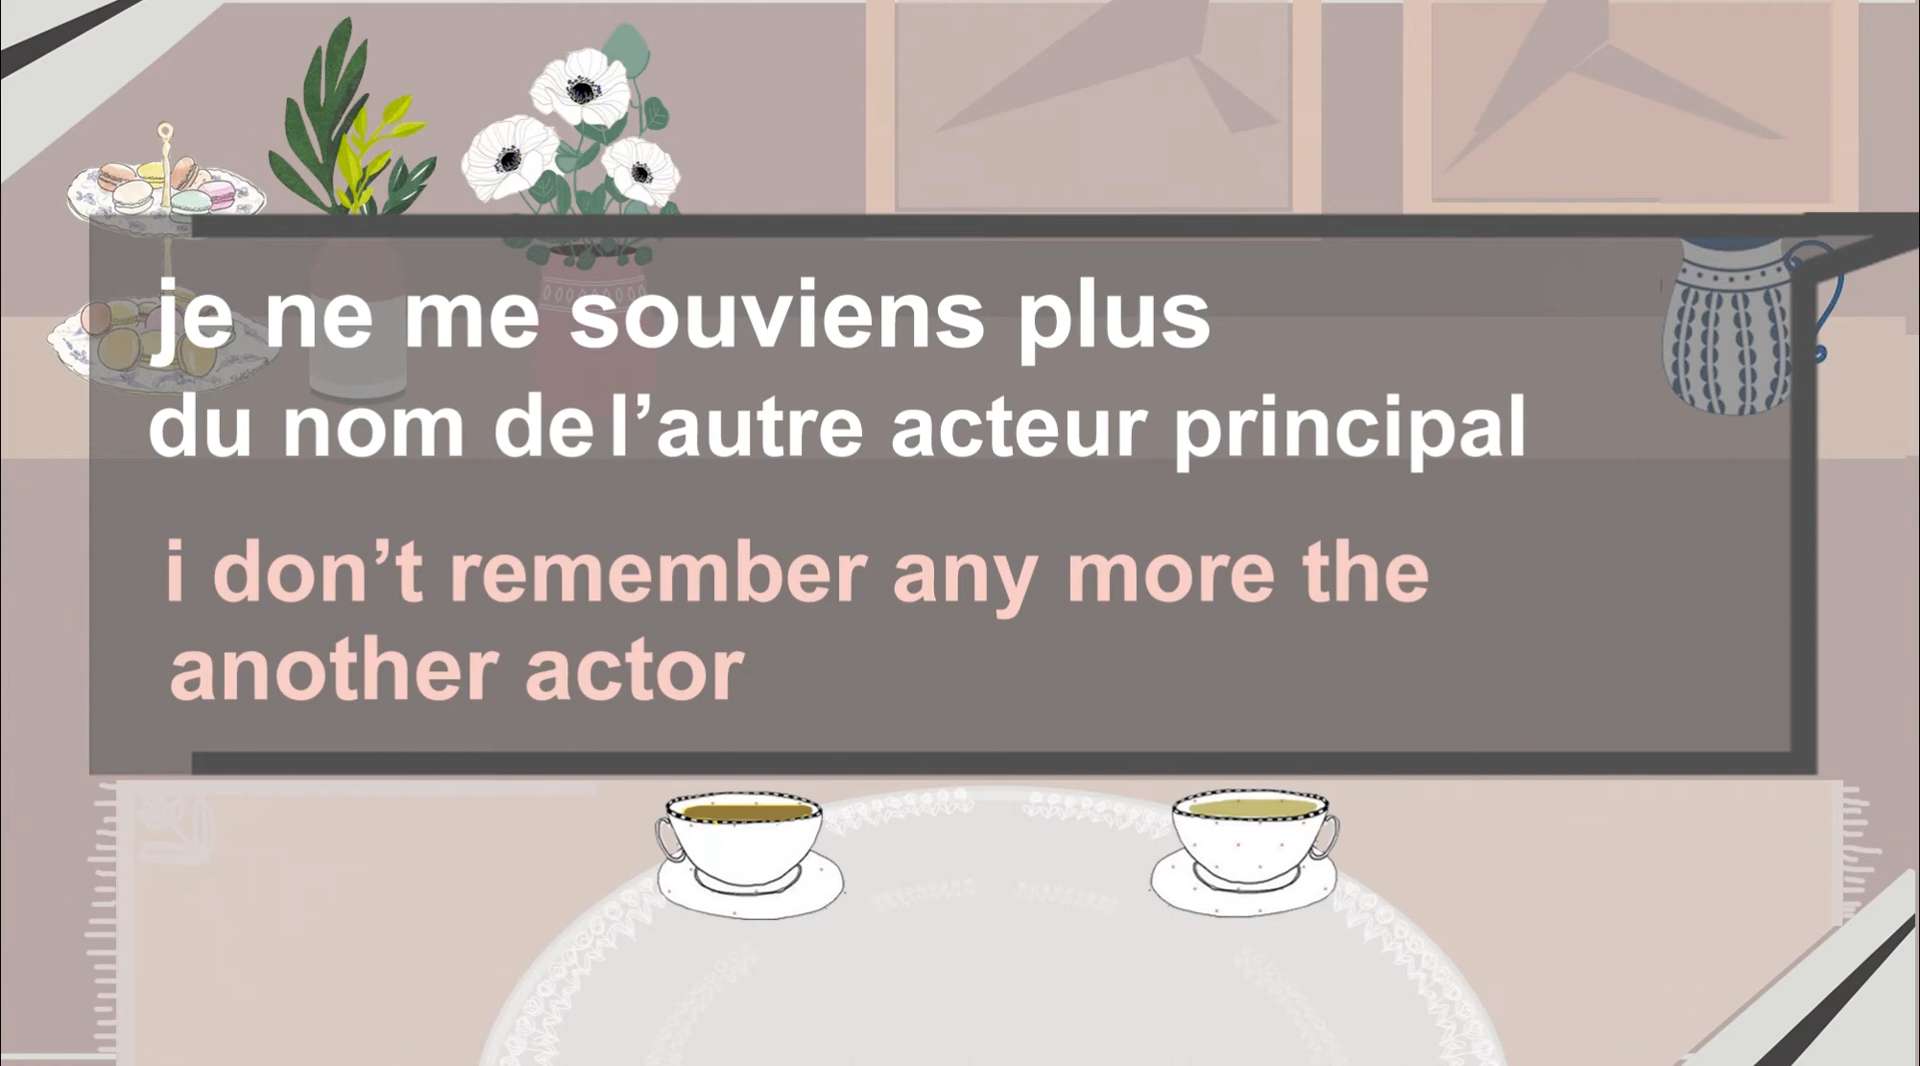 je ne me souviens plus
du nom de l’autre acteur principal
i don’t remember any more the
another actor